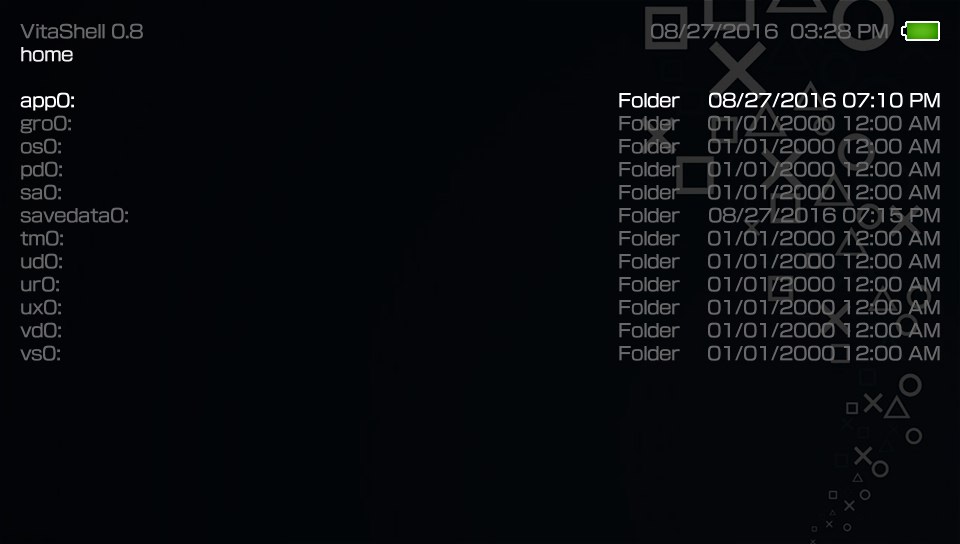 VitaShell 0.8 08/27/2016 03:28 PM
home
app0: Folder 08/27/2016 07:10 PM
gro0: Folder 01/01/2000 12:00 AM
os0: Folder 01/01/2000 12:00 AM
pd0: Folder 01/01/2000 12:00 AM
sa0: Folder 01/01/2000 12:00 AM
savedata0: Folder 08/27/2016 07:15 PM
tm0: Folder 01/01/2000 12:00 AM
ud0: Folder 01/01/2000 12:00 AM
ur0: Folder 01/01/2000 12:00 AM
ux0: Folder 01/01/2000 12:00 AM
vd0: Folder 01/01/2000 12:00 AM
vs0: Folder 01/01/2000 12:00 AM